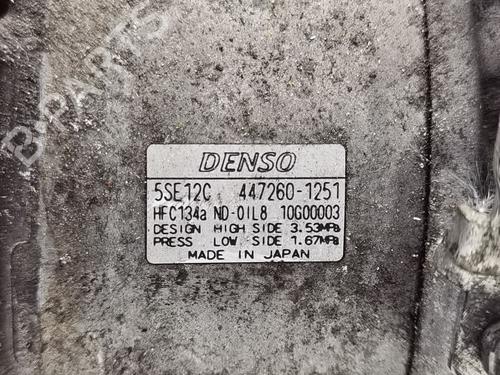 B-PARTS
DENSO
5SE12C 447260-1251
HFC134a ND-OIL8 10G00003
DESIGN HIGH SIDE 3.53MPa
PRESS LOW SIDE 1.67MPa
MADE IN JAPAN